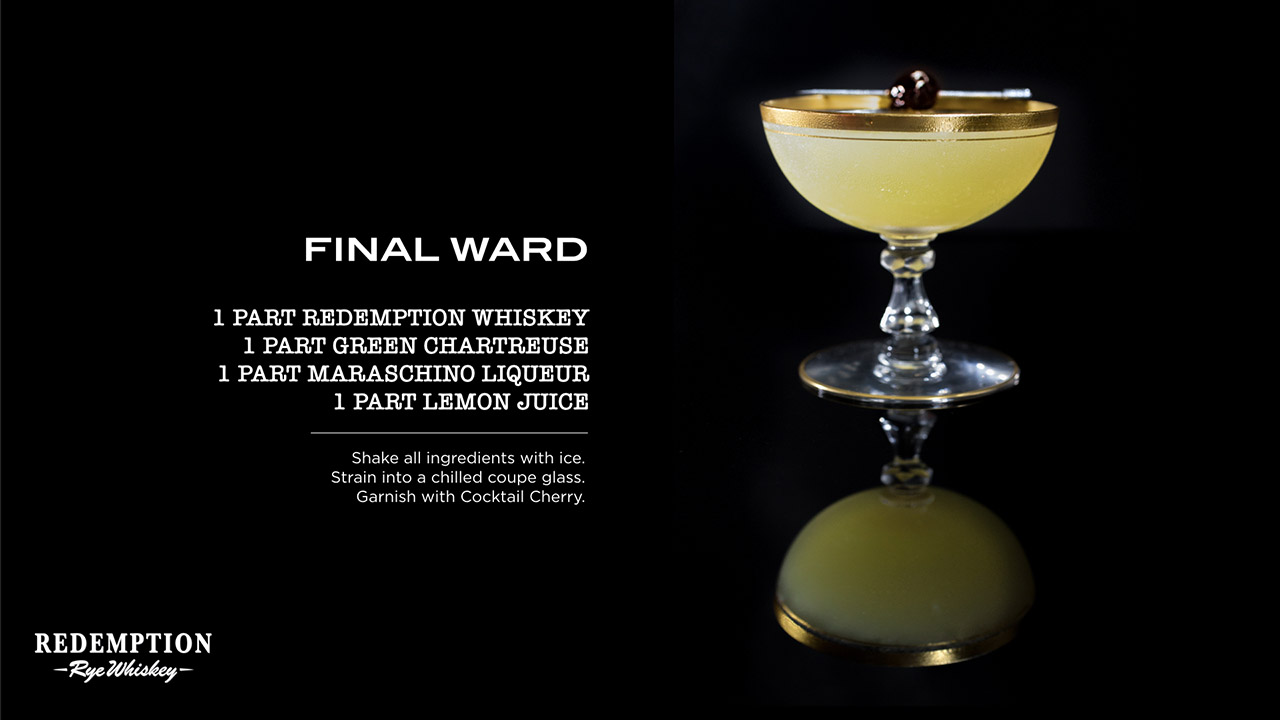 FINAL WARD
1 PART REDEMPTION WHISKEY
1 PART GREEN CHARTREUSE
1 PART MARASCHINO LIQUEUR
1 PART LEMON JUICE
Shake all ingredients with ice.
Strain into a chilled coupe glass.
Garnish with Cocktail Cherry.
REDEMPTION
Rye Whiskey